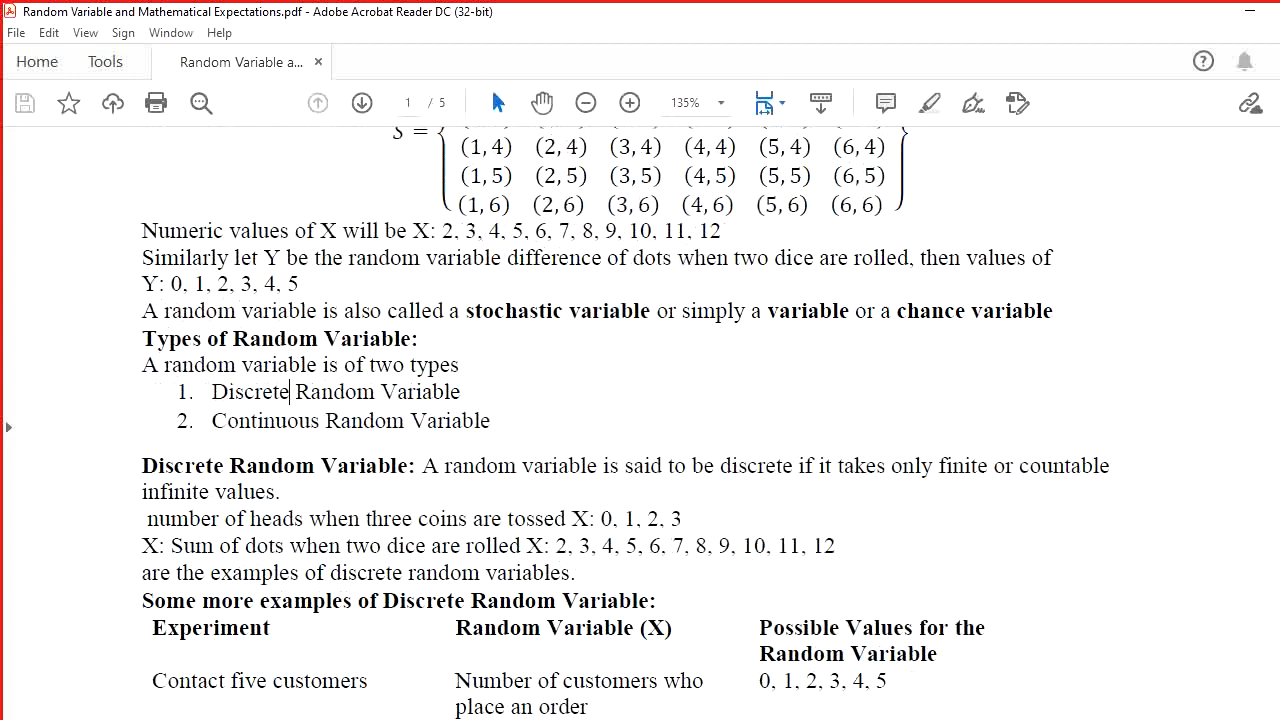 Random Variable and Mathematical Expectations.pdf - Adobe Acrobat Reader DC (32-bit)
File Edit View Sign Window Help
Home Tools Random Variable a... ×
1 / 5 135%
S =
(1, 4) (2, 4) (3, 4) (4, 4) (5, 4) (6, 4)
(1, 5) (2, 5) (3, 5) (4, 5) (5, 5) (6, 5)
(1, 6) (2, 6) (3, 6) (4, 6) (5, 6) (6, 6)
Numeric values of X will be X: 2, 3, 4, 5, 6, 7, 8, 9, 10, 11, 12
Similarly let Y be the random variable difference of dots when two dice are rolled, then values of
Y: 0, 1, 2, 3, 4, 5
A random variable is also called a stochastic variable or simply a variable or a chance variable
Types of Random Variable:
A random variable is of two types
1. Discrete Random Variable
2. Continuous Random Variable
Discrete Random Variable: A random variable is said to be discrete if it takes only finite or countable
infinite values.
number of heads when three coins are tossed X: 0, 1, 2, 3
X: Sum of dots when two dice are rolled X: 2, 3, 4, 5, 6, 7, 8, 9, 10, 11, 12
are the examples of discrete random variables.
Some more examples of Discrete Random Variable:
Experiment Random Variable (X) Possible Values for the
Random Variable
Contact five customers Number of customers who 0, 1, 2, 3, 4, 5
place an order